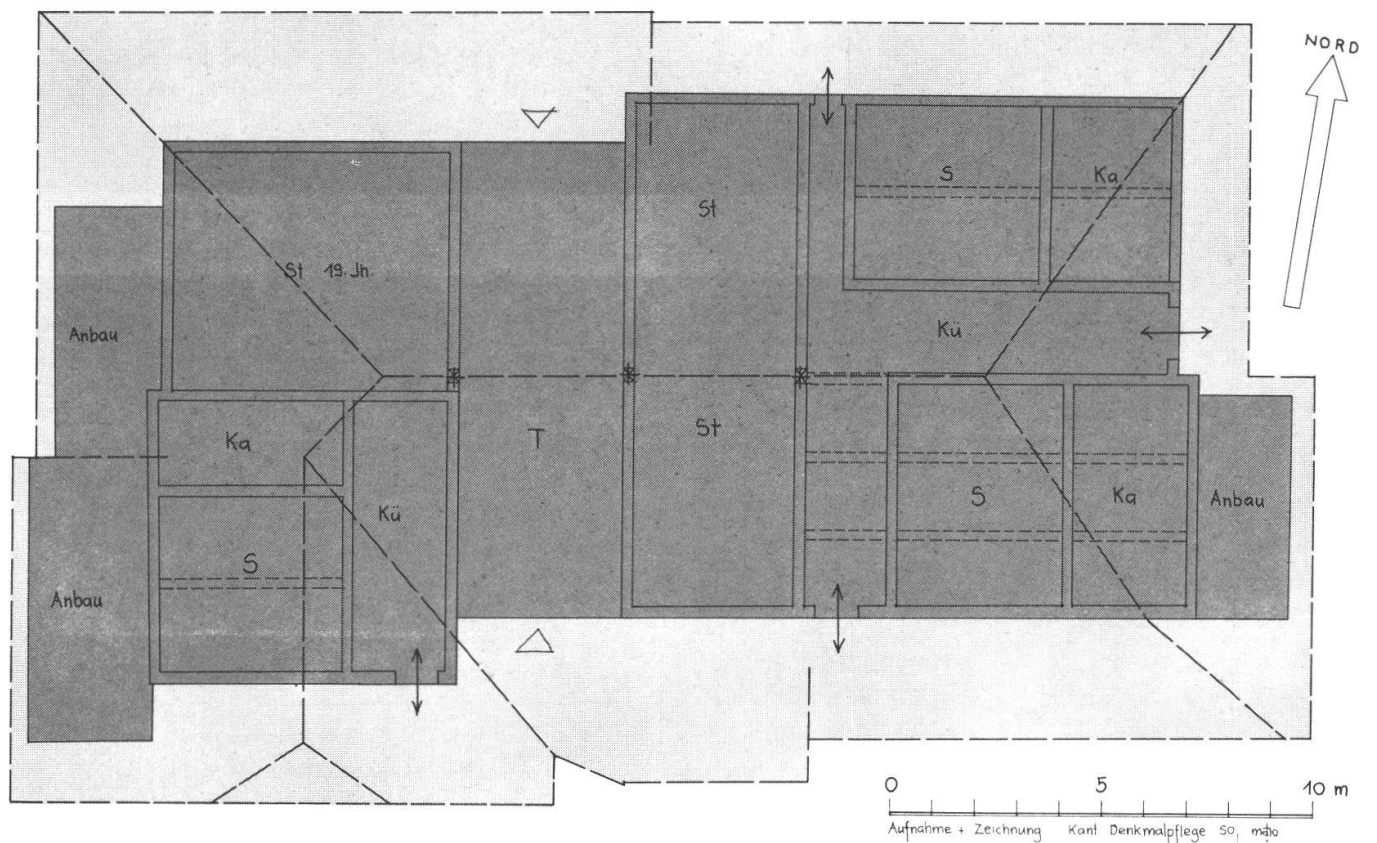 NORD
St
S
Ka
St 19. Jh.
Anbau
Kü
Ka
T
St
Kü
S
Ka
Anbau
S
Anbau
0 5 10 m
Aufnahme + Zeichnung Kant Denkmalpflege SO,